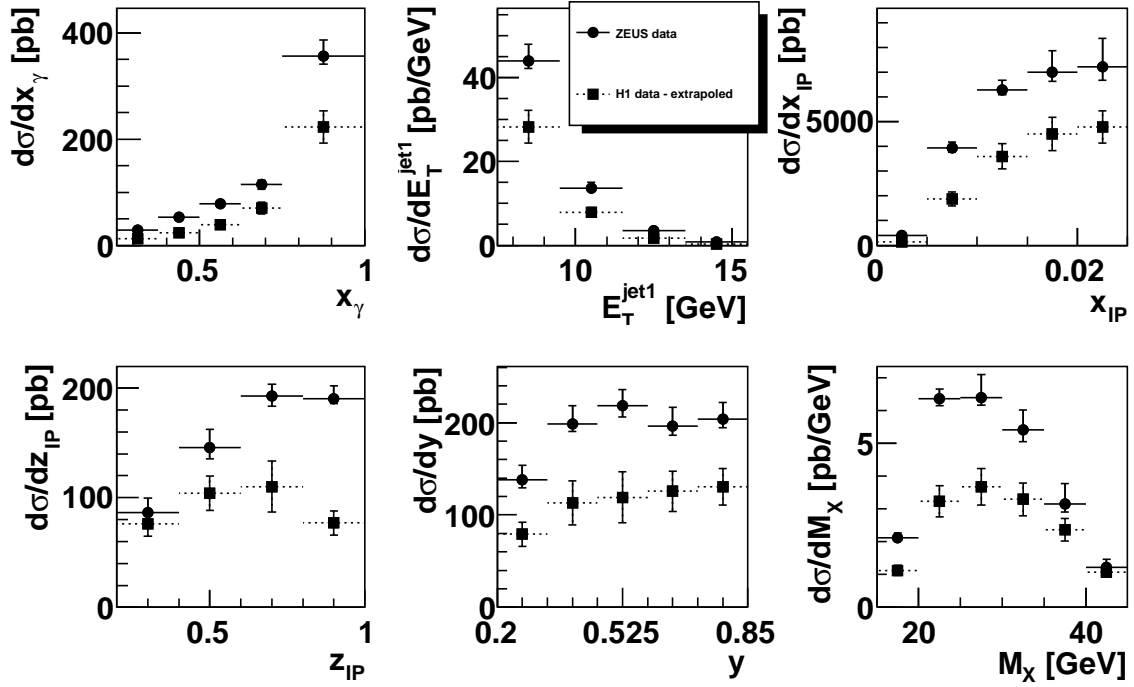 dσ/dx_γ [pb]
400
200
0
0.5
1
x_γ
dσ/dE_T^jet1 [pb/GeV]
40
20
0
10
15
E_T^jet1 [GeV]
ZEUS data
H1 data - extrapoled
dσ/dx_IP [pb]
5000
0
0
0.02
x_IP
dσ/dz_IP [pb]
200
100
0
0.5
1
z_IP
dσ/dy [pb]
200
100
0
0.2
0.525
0.85
y
dσ/dM_X [pb/GeV]
5
0
20
40
M_X [GeV]